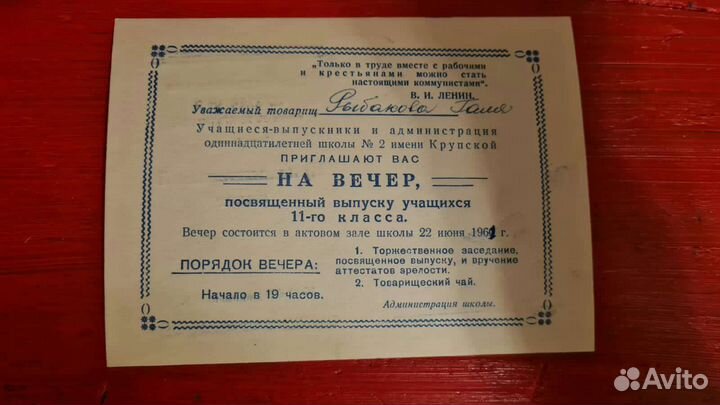 „Только в труде вместе с рабочими
и крестьянами можно стать
настоящими коммунистами“.
В. И. ЛЕНИН.
Уважаемый товарищ Рыбакова Галя
Учащиеся-выпускники и администрация
одиннадцатилетней школы № 2 имени Крупской
ПРИГЛАШАЮТ ВАС
НА ВЕЧЕР,
посвященный выпуску учащихся
11-го класса.
Вечер состоится в актовом зале школы 22 июня 1961 г.
ПОРЯДОК ВЕЧЕРА:
1. Торжественное заседание,
посвященное выпуску, и вручение
аттестатов зрелости.
2. Товарищеский чай.
Начало в 19 часов.
Администрация школы.
Avito